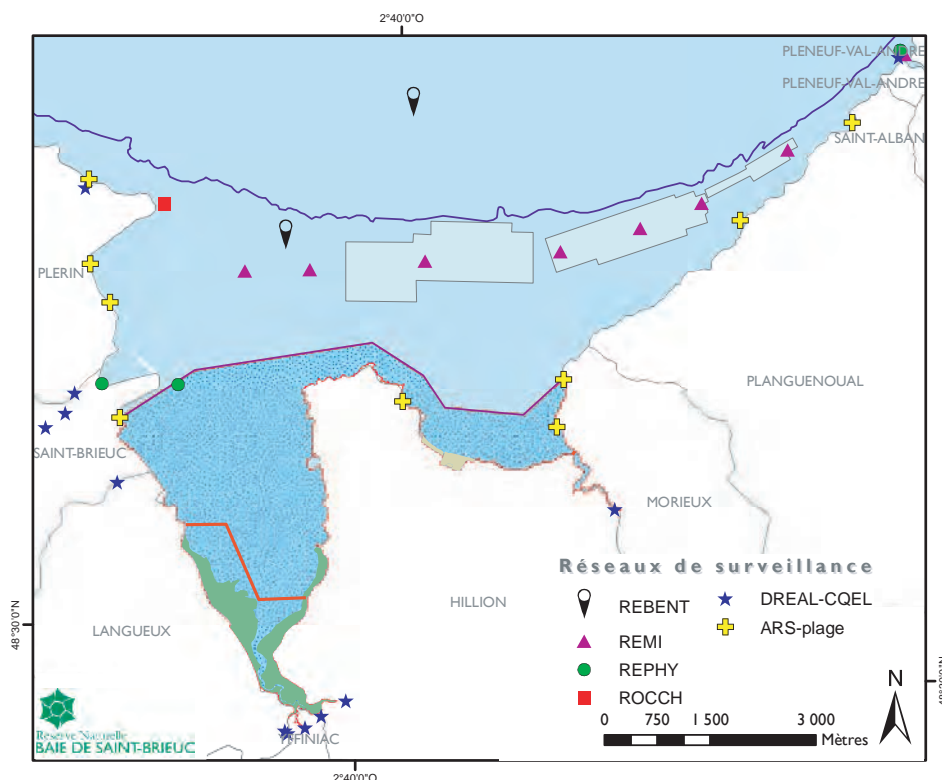 2°40'0"O
PLENEUF-VAL-ANDRE
PLENEUF-VAL-ANDRE
SAINT-ALBAN
PLERIN
PLANGUENOUAL
SAINT-BRIEUC
MORIEUX
Réseaux de surveillance
REBENT
DREAL-CQEL
REMI
ARS-plage
REPHY
ROCCH
HILLION
LANGUEUX
48°30'0"N
N
0 750 1 500 3 000
Mètres
Réserve Naturelle
BAIE DE SAINT-BRIEUC
YFFINIAC
2°40'0"O